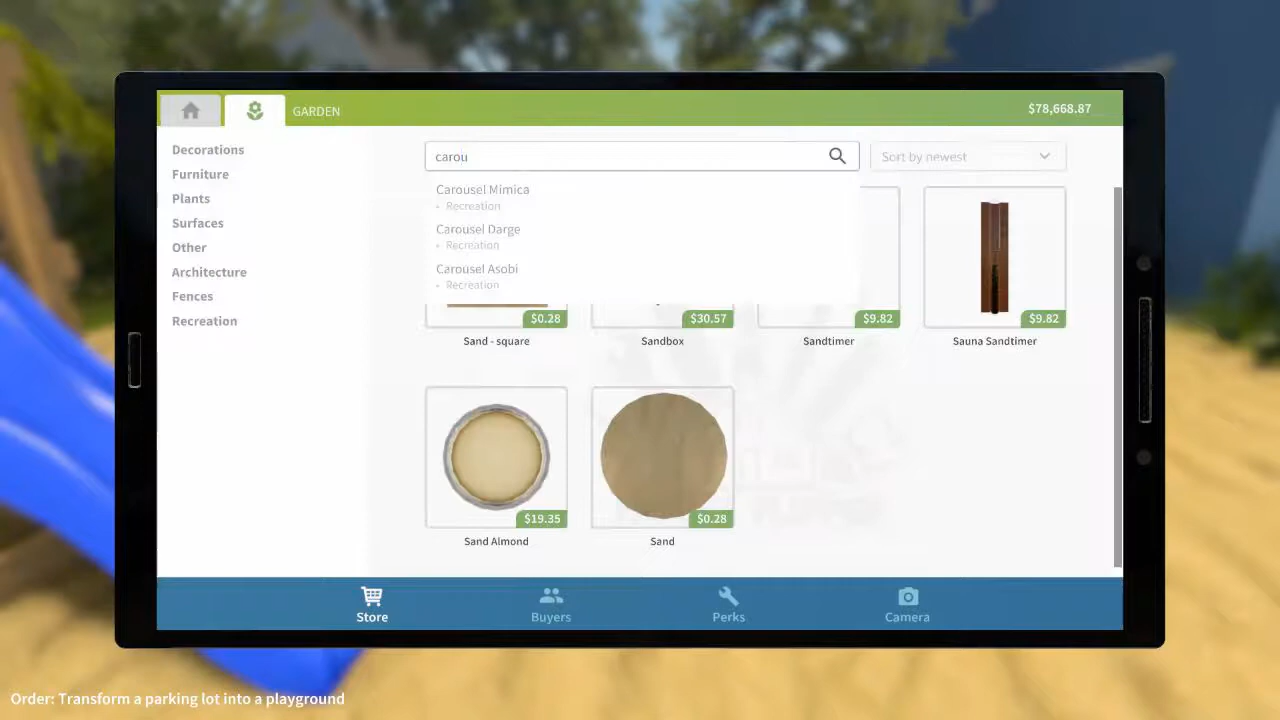 GARDEN
$78,668.87
Decorations
Furniture
Plants
Surfaces
Other
Architecture
Fences
Recreation
carou
Sort by newest
Carousel Mimica
• Recreation
Carousel Darge
• Recreation
Carousel Asobi
• Recreation
$0.28
$30.57
$9.82
$9.82
Sand - square
Sandbox
Sandtimer
Sauna Sandtimer
$19.35
$0.28
Sand Almond
Sand
Store
Buyers
Perks
Camera
Order: Transform a parking lot into a playground